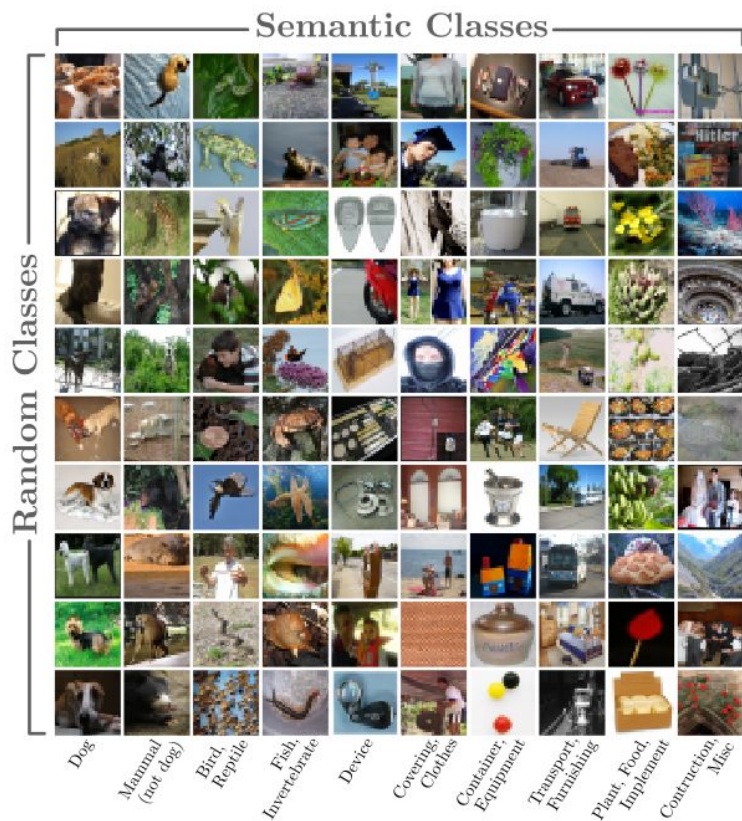 Semantic Classes
Random Classes
Hitler
Dog
Mammal
(not dog)
Bird,
Reptile
Fish,
Invertebrate
Device
Covering,
Clothes
Container,
Equipment
Transport,
Furnishing
Plant, Food,
Implement
Contruction,
Misc